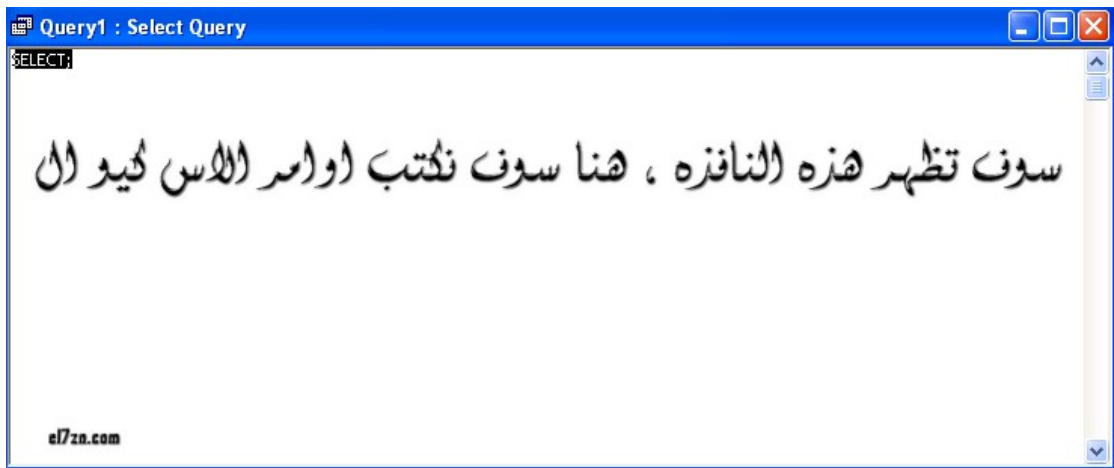 Query1 : Select Query
SELECT;
سوف تظهر هذه النافذه ، هنا سوف نكتب اوامر الاس كيو ال
el7zn.com